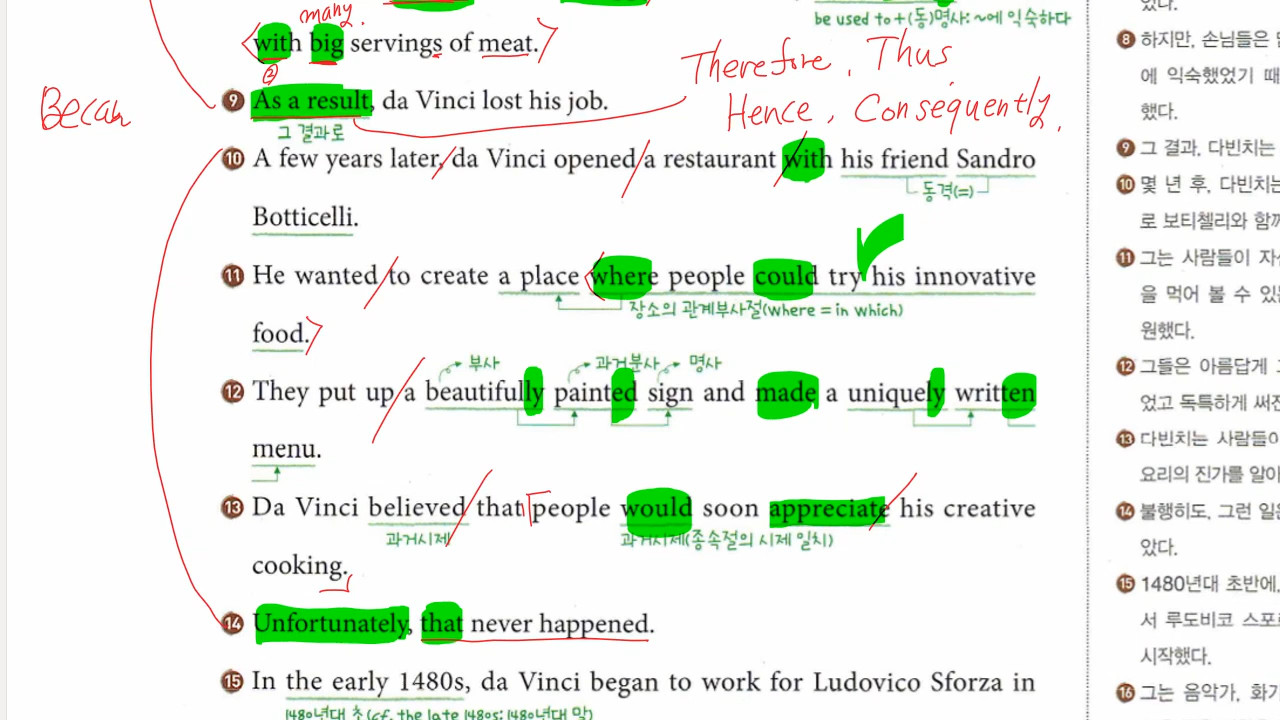 be used to+(동)명사: ~에 익숙하다
many.
with big servings of meat.
②
Therefore, Thus
Hence, Consequently.
Becau
⑨ As a result, da Vinci lost his job.
그 결과로
⑩ A few years later, da Vinci opened a restaurant with his friend Sandro
동격(=)
Botticelli.
⑪ He wanted to create a place where people could try his innovative
장소의 관계부사절(where = in which)
food.
부사 과거분사 명사
⑫ They put up a beautifully painted sign and made a uniquely written
menu.
⑬ Da Vinci believed that people would soon appreciate his creative
과거시제 과거시제(종속절의 시제 일치)
cooking.
⑭ Unfortunately, that never happened.
⑮ In the early 1480s, da Vinci began to work for Ludovico Sforza in
1480년대 초(cf. the late 1480s: 1480년대 말)
었다.
⑧ 하지만, 손님들은
에 익숙했었기 때
했다.
⑨ 그 결과, 다빈치는
⑩ 몇 년 후, 다빈치는
로 보티첼리와 함께
⑪ 그는 사람들이 자신
을 먹어 볼 수 있는
원했다.
⑫ 그들은 아름답게
었고 독특하게 써진
⑬ 다빈치는 사람들이
요리의 진가를 알아
⑭ 불행히도, 그런 일은
았다.
⑮ 1480년대 초반에,
서 루도비코 스포르
시작했다.
⑯ 그는 음악가, 화가